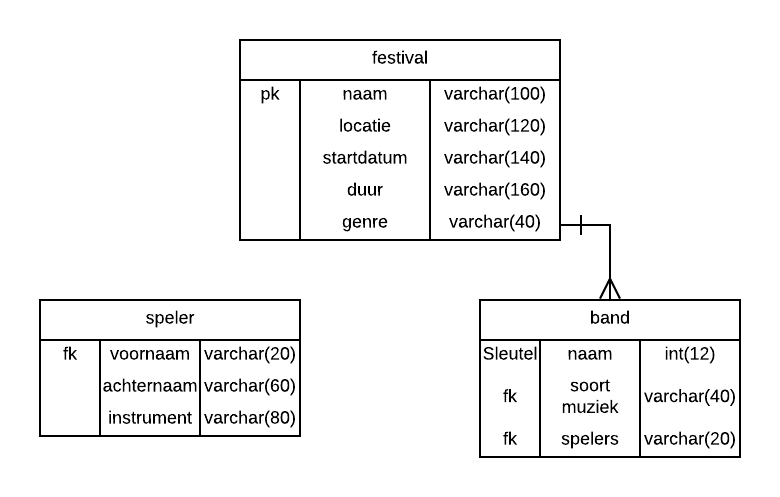 festival
pk naam varchar(100)
locatie varchar(120)
startdatum varchar(140)
duur varchar(160)
genre varchar(40)
speler
fk voornaam varchar(20)
achternaam varchar(60)
instrument varchar(80)
band
Sleutel naam int(12)
fk soort muziek varchar(40)
fk spelers varchar(20)